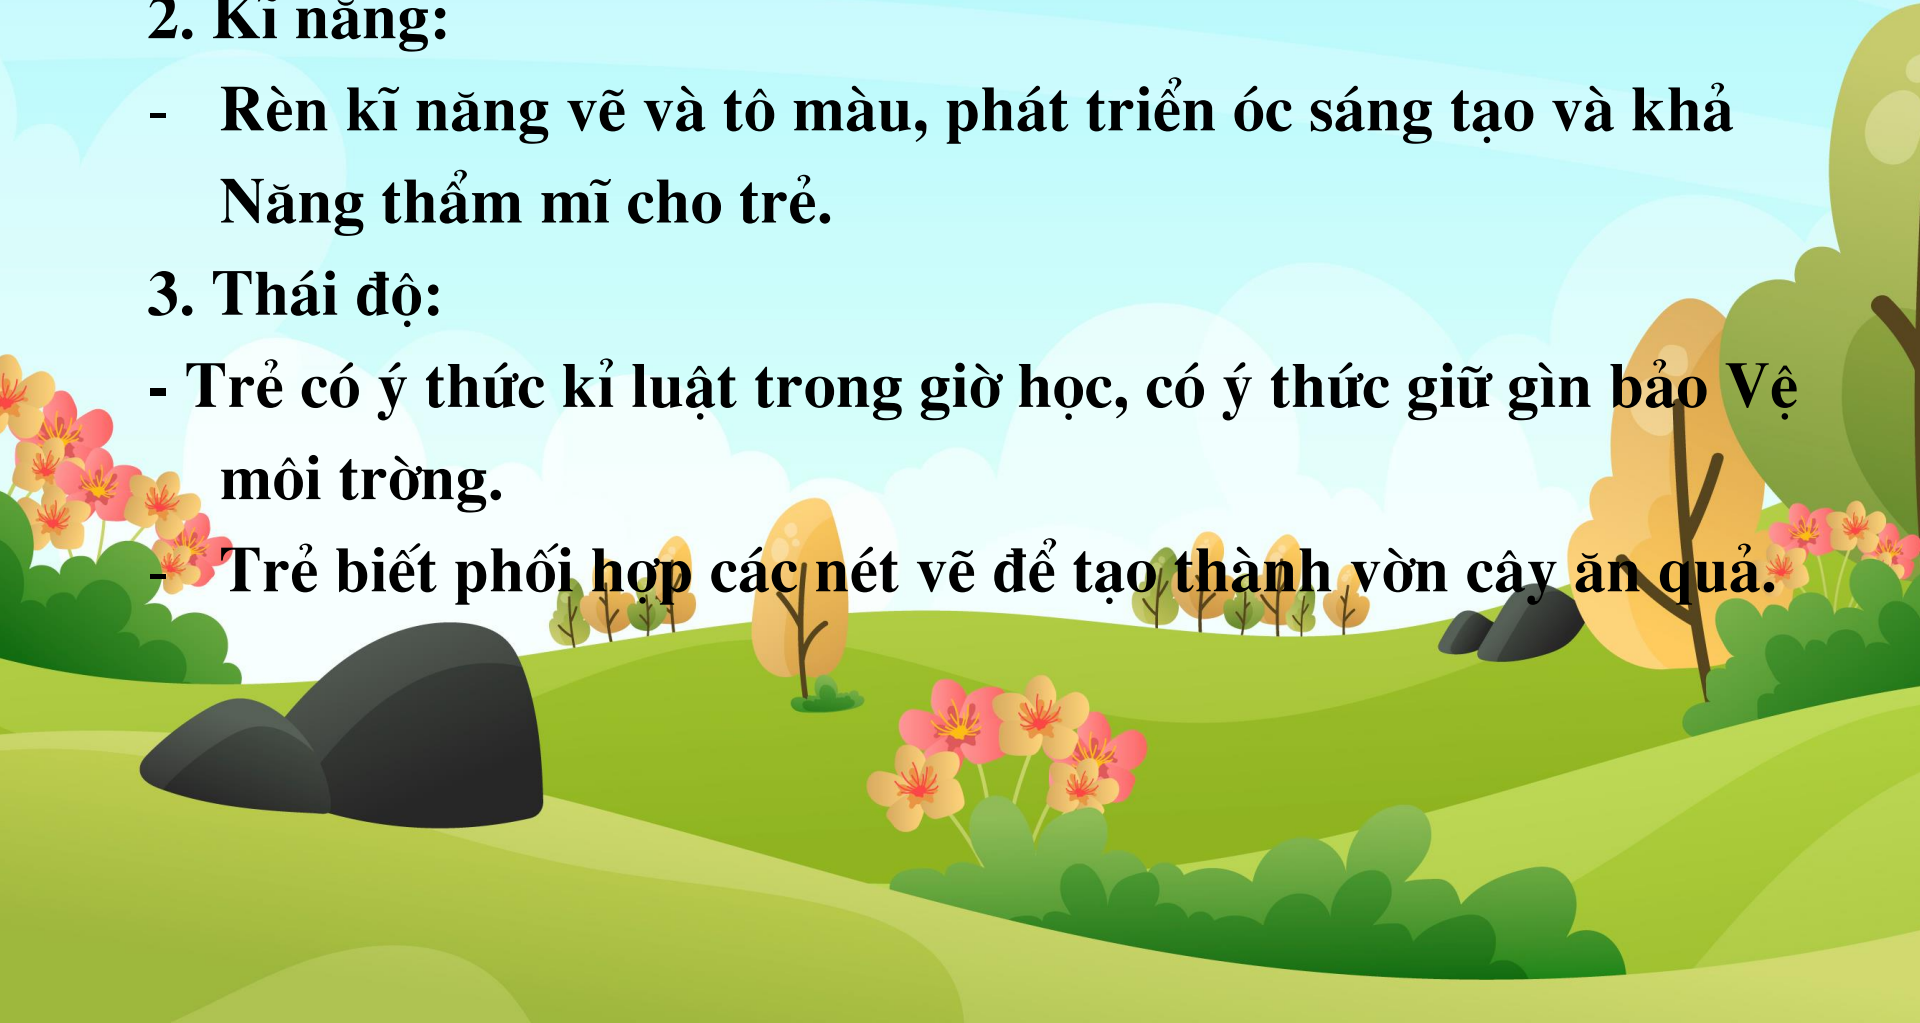 2. Kĩ năng:
- Rèn kĩ năng vẽ và tô màu, phát triển óc sáng tạo và khả
Năng thẩm mĩ cho trẻ.
3. Thái độ:
- Trẻ có ý thức kỉ luật trong giờ học, có ý thức giữ gìn bảo Vệ
môi trờng.
- Trẻ biết phối hợp các nét vẽ để tạo thành vờn cây ăn quả.